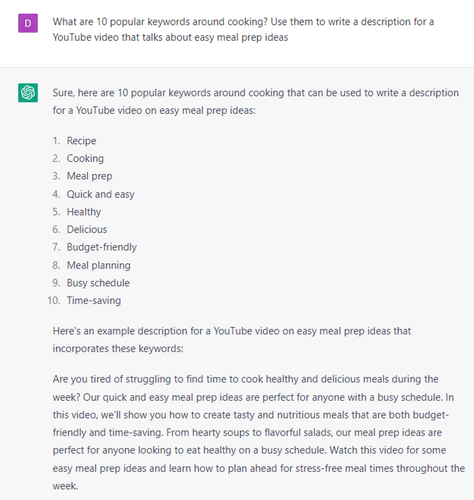 D
What are 10 popular keywords around cooking? Use them to write a description for a
YouTube video that talks about easy meal prep ideas
Sure, here are 10 popular keywords around cooking that can be used to write a description
for a YouTube video on easy meal prep ideas:
1. Recipe
2. Cooking
3. Meal prep
4. Quick and easy
5. Healthy
6. Delicious
7. Budget-friendly
8. Meal planning
9. Busy schedule
10. Time-saving
Here's an example description for a YouTube video on easy meal prep ideas that
incorporates these keywords:
Are you tired of struggling to find time to cook healthy and delicious meals during the
week? Our quick and easy meal prep ideas are perfect for anyone with a busy schedule. In
this video, we'll show you how to create tasty and nutritious meals that are both budget-
friendly and time-saving. From hearty soups to flavorful salads, our meal prep ideas are
perfect for anyone looking to eat healthy on a busy schedule. Watch this video for some
easy meal prep ideas and learn how to plan ahead for stress-free meal times throughout the
week.